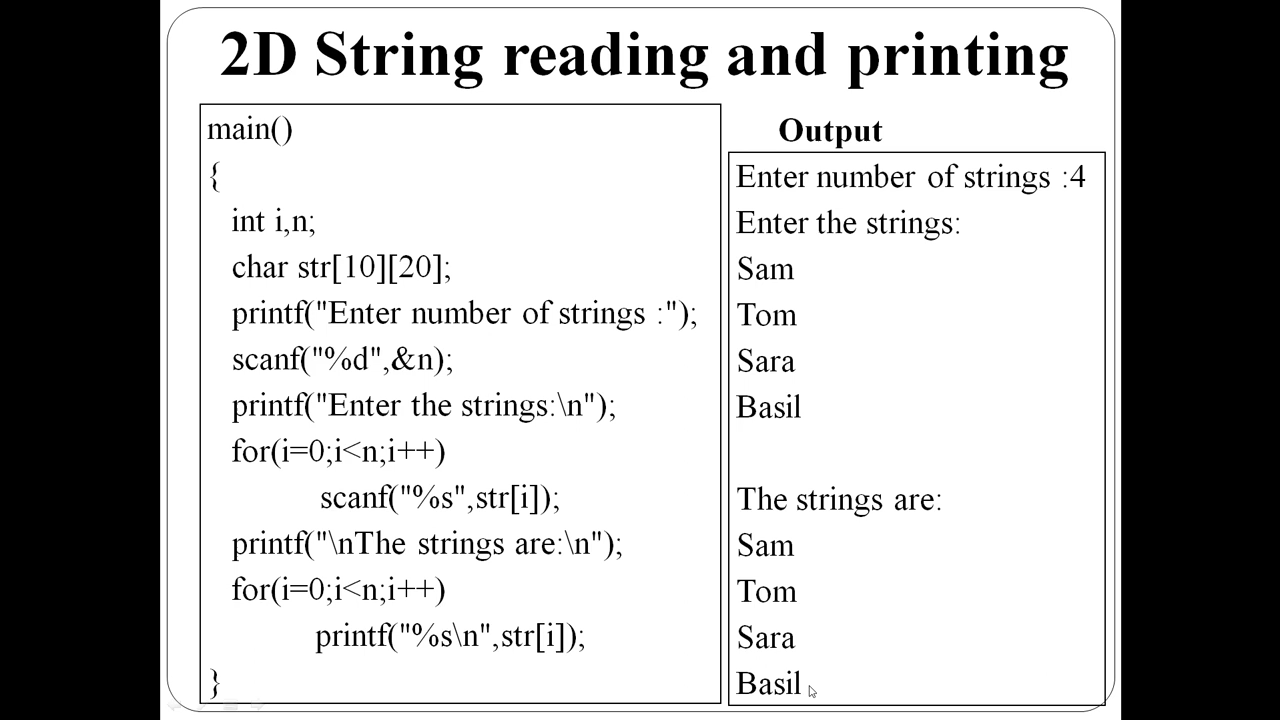 2D String reading and printing
main()
{
int i,n;
char str[10][20];
printf("Enter number of strings :");
scanf("%d",&n);
printf("Enter the strings:\n");
for(i=0;i<n;i++)
scanf("%s",str[i]);
printf("\nThe strings are:\n");
for(i=0;i<n;i++)
printf("%s\n",str[i]);
}
Output
Enter number of strings :4
Enter the strings:
Sam
Tom
Sara
Basil
The strings are:
Sam
Tom
Sara
Basil